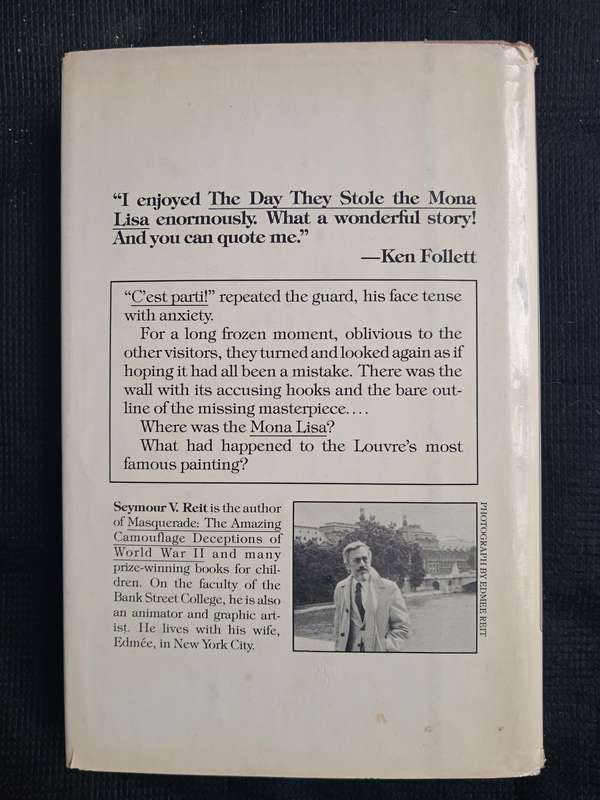 “I enjoyed The Day They Stole the Mona
Lisa enormously. What a wonderful story!
And you can quote me.”
—Ken Follett
“C’est parti!” repeated the guard, his face tense
with anxiety.
For a long frozen moment, oblivious to the
other visitors, they turned and looked again as if
hoping it had all been a mistake. There was the
wall with its accusing hooks and the bare out-
line of the missing masterpiece....
Where was the Mona Lisa?
What had happened to the Louvre’s most
famous painting?
Seymour V. Reit is the author
of Masquerade: The Amazing
Camouflage Deceptions of
World War II and many
prize-winning books for chil-
dren. On the faculty of the
Bank Street College, he is also
an animator and graphic art-
ist. He lives with his wife,
Edmée, in New York City.
PHOTOGRAPH BY EDMEE REIT